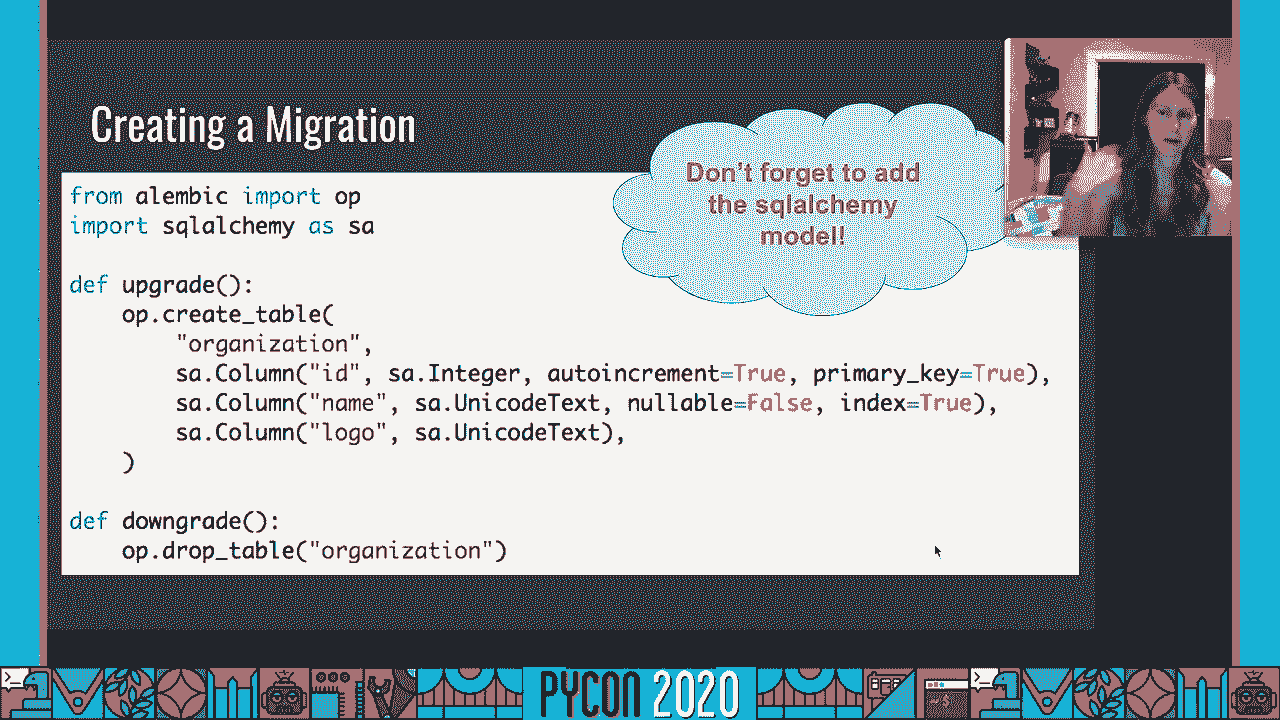 Creating a Migration
Don't forget to add
the sqlalchemy
model!
from alembic import op
import sqlalchemy as sa
def upgrade():
    op.create_table(
        "organization",
        sa.Column("id", sa.Integer, autoincrement=True, primary_key=True),
        sa.Column("name", sa.UnicodeText, nullable=False, index=True),
        sa.Column("logo", sa.UnicodeText),
    )
def downgrade():
    op.drop_table("organization")
PYCON 2020